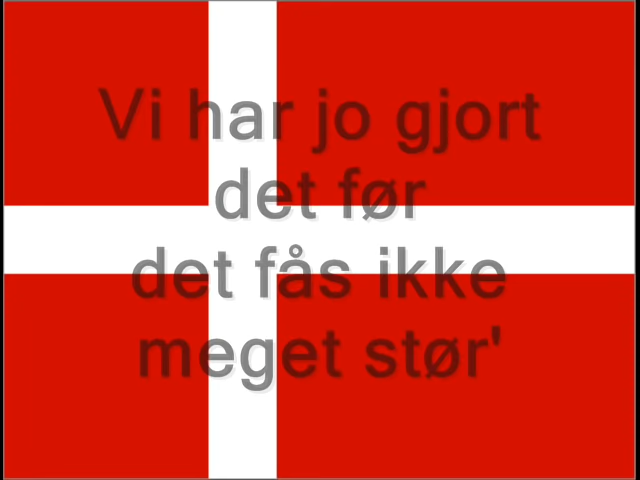 Vi har jo gjort
det før
det fås ikke
meget stør'